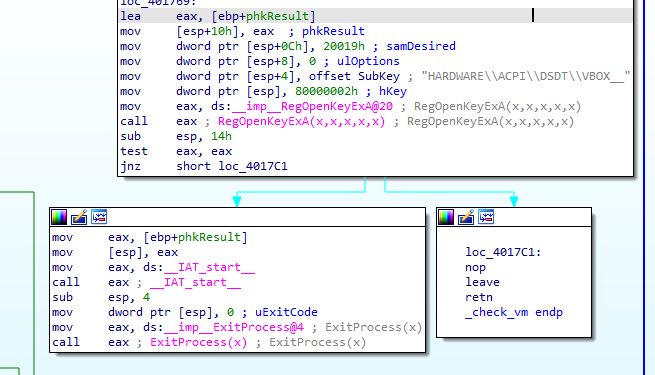 loc_401769:
lea eax, [ebp+phkResult]
mov [esp+10h], eax ; phkResult
mov dword ptr [esp+0Ch], 20019h ; samDesired
mov dword ptr [esp+8], 0 ; ulOptions
mov dword ptr [esp+4], offset SubKey ; "HARDWARE\\ACPI\\DSDT\\VBOX__"
mov dword ptr [esp], 80000002h ; hKey
mov eax, ds:__imp__RegOpenKeyExA@20 ; RegOpenKeyExA(x,x,x,x,x)
call eax ; RegOpenKeyExA(x,x,x,x,x) ; RegOpenKeyExA(x,x,x,x,x)
sub esp, 14h
test eax, eax
jnz short loc_4017C1
mov eax, [ebp+phkResult]
mov [esp], eax
mov eax, ds:__IAT_start__
call eax ; __IAT_start__
sub esp, 4
mov dword ptr [esp], 0 ; uExitCode
mov eax, ds:__imp__ExitProcess@4 ; ExitProcess(x)
call eax ; ExitProcess(x) ; ExitProcess(x)
loc_4017C1:
nop
leave
retn
_check_vm endp